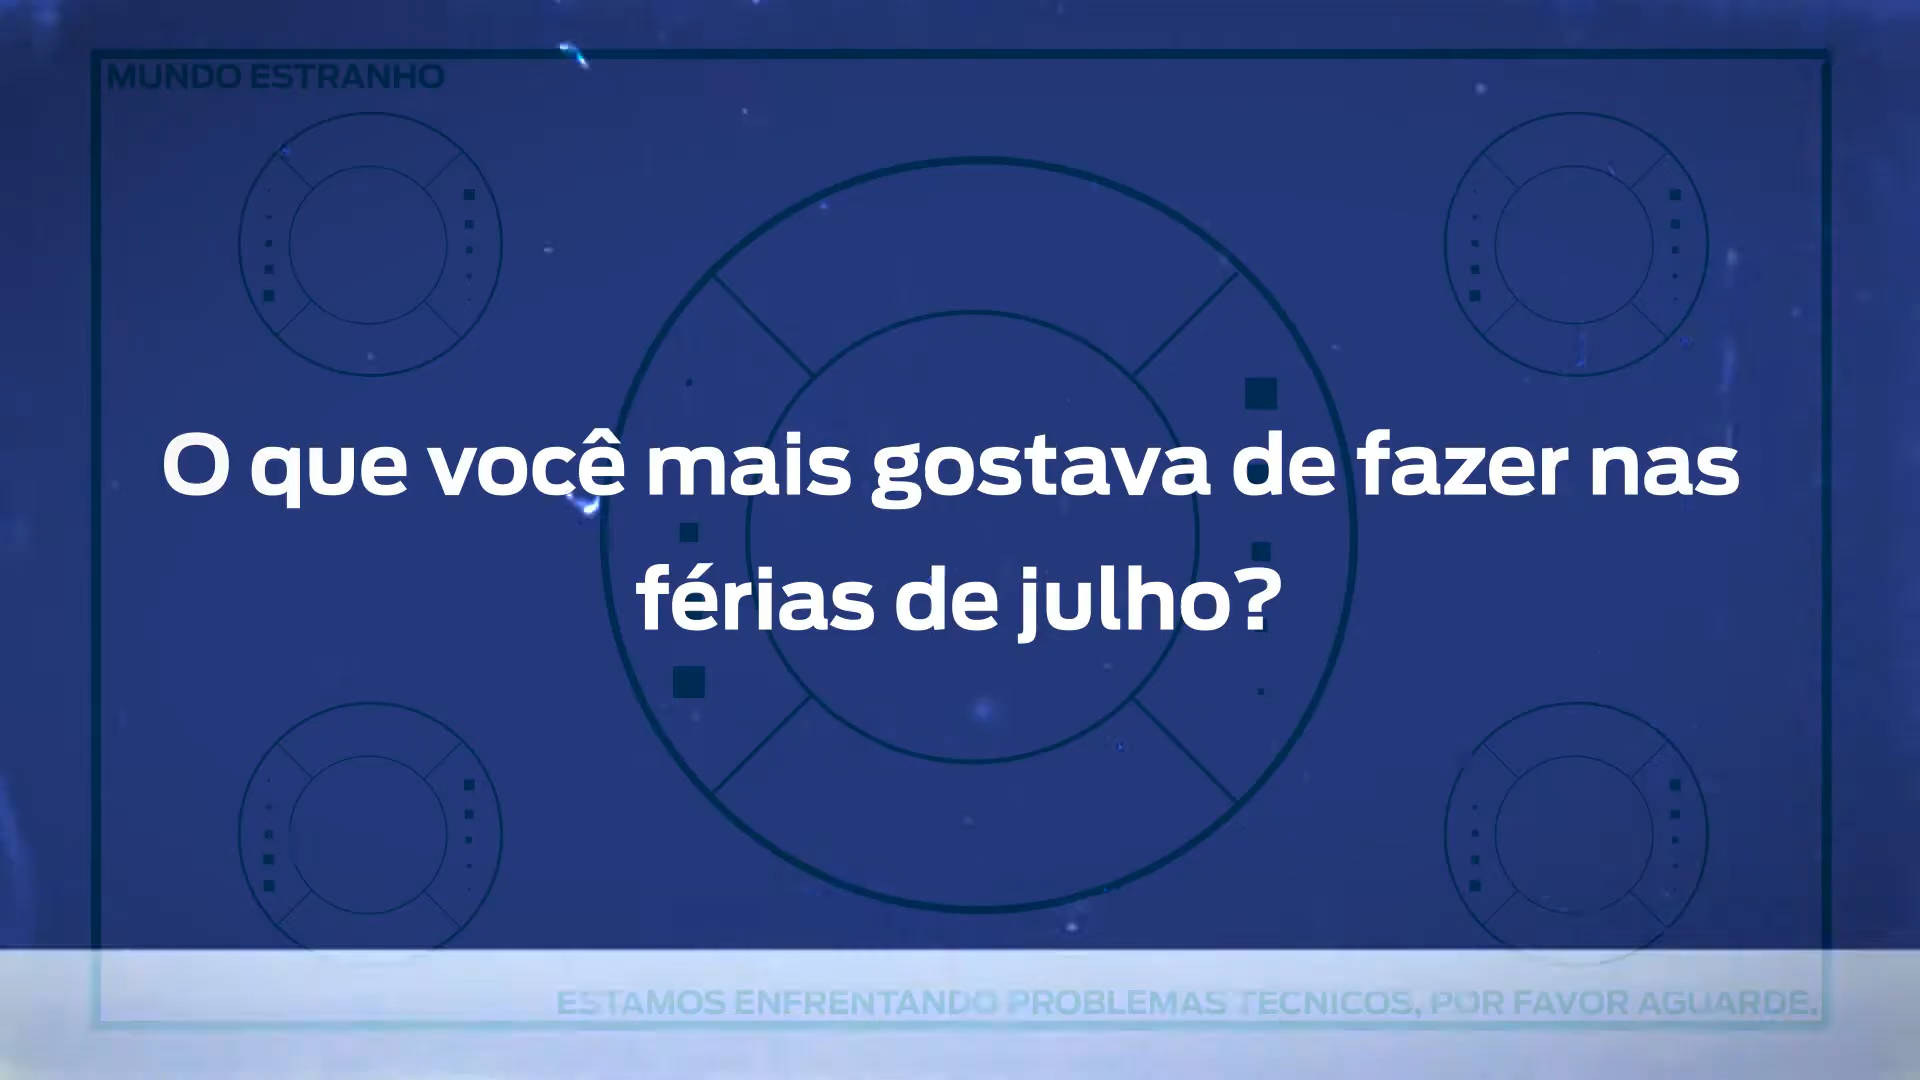 MUNDO ESTRANHO
O que você mais gostava de fazer nas
férias de julho?
ESTAMOS ENFRENTANDO PROBLEMAS TECNICOS, POR FAVOR AGUARDE.